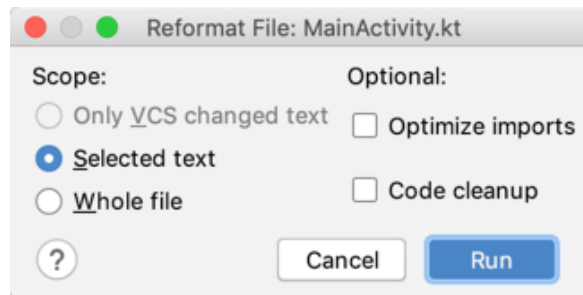 Reformat File: MainActivity.kt
Scope:
Optional:
Only VCS changed text
Optimize imports
Selected text
Whole file
Code cleanup
?
Cancel
Run